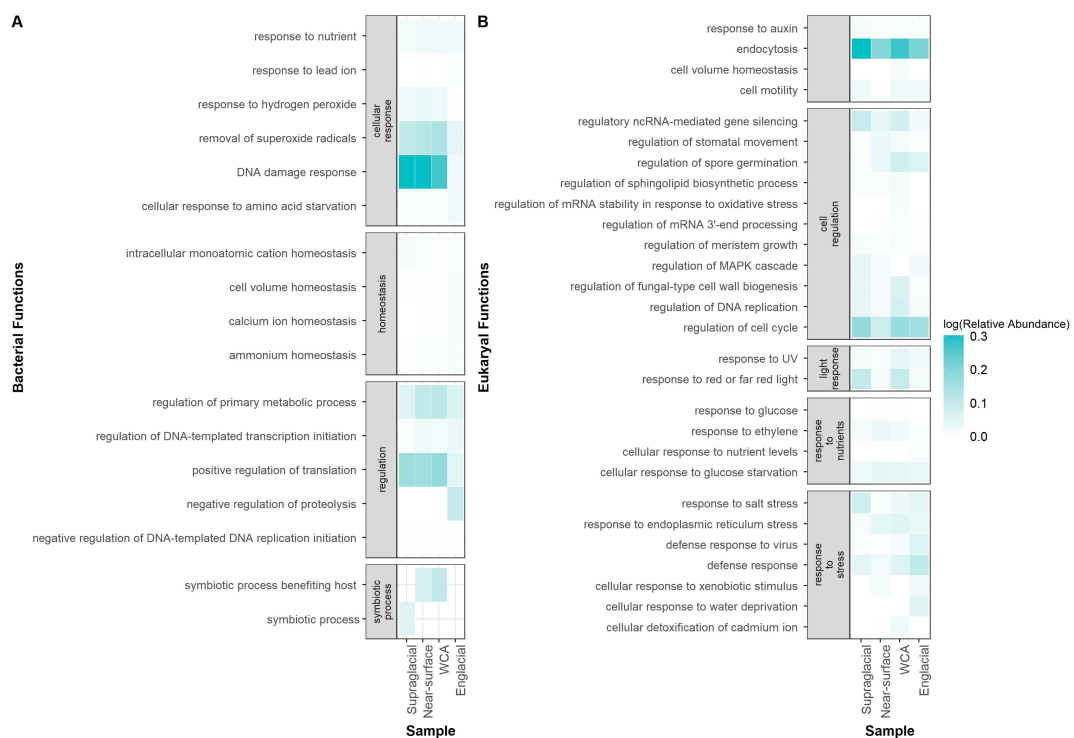 A
Bacterial Functions
response to nutrient
response to lead ion
response to hydrogen peroxide
removal of superoxide radicals
DNA damage response
cellular response to amino acid starvation
cellular
response
intracellular monoatomic cation homeostasis
cell volume homeostasis
calcium ion homeostasis
ammonium homeostasis
homeostasis
regulation of primary metabolic process
regulation of DNA-templated transcription initiation
positive regulation of translation
negative regulation of proteolysis
negative regulation of DNA-templated DNA replication initiation
regulation
symbiotic process benefiting host
symbiotic process
symbiotic
process
Supraglacial
Near-surface
WCA
Englacial
Sample
B
Eukaryal Functions
response to auxin
endocytosis
cell volume homeostasis
cell motility
regulatory ncRNA-mediated gene silencing
regulation of stomatal movement
regulation of spore germination
regulation of sphingolipid biosynthetic process
regulation of mRNA stability in response to oxidative stress
regulation of mRNA 3'-end processing
regulation of meristem growth
regulation of MAPK cascade
regulation of fungal-type cell wall biogenesis
regulation of DNA replication
regulation of cell cycle
cell
regulation
response to UV
response to red or far red light
light
response
response to glucose
response to ethylene
cellular response to nutrient levels
cellular response to glucose starvation
response
to
nutrients
response to salt stress
response to endoplasmic reticulum stress
defense response to virus
defense response
cellular response to xenobiotic stimulus
cellular response to water deprivation
cellular detoxification of cadmium ion
response
to
stress
Supraglacial
Near-surface
WCA
Englacial
Sample
log(Relative Abundance)
0.3
0.2
0.1
0.0